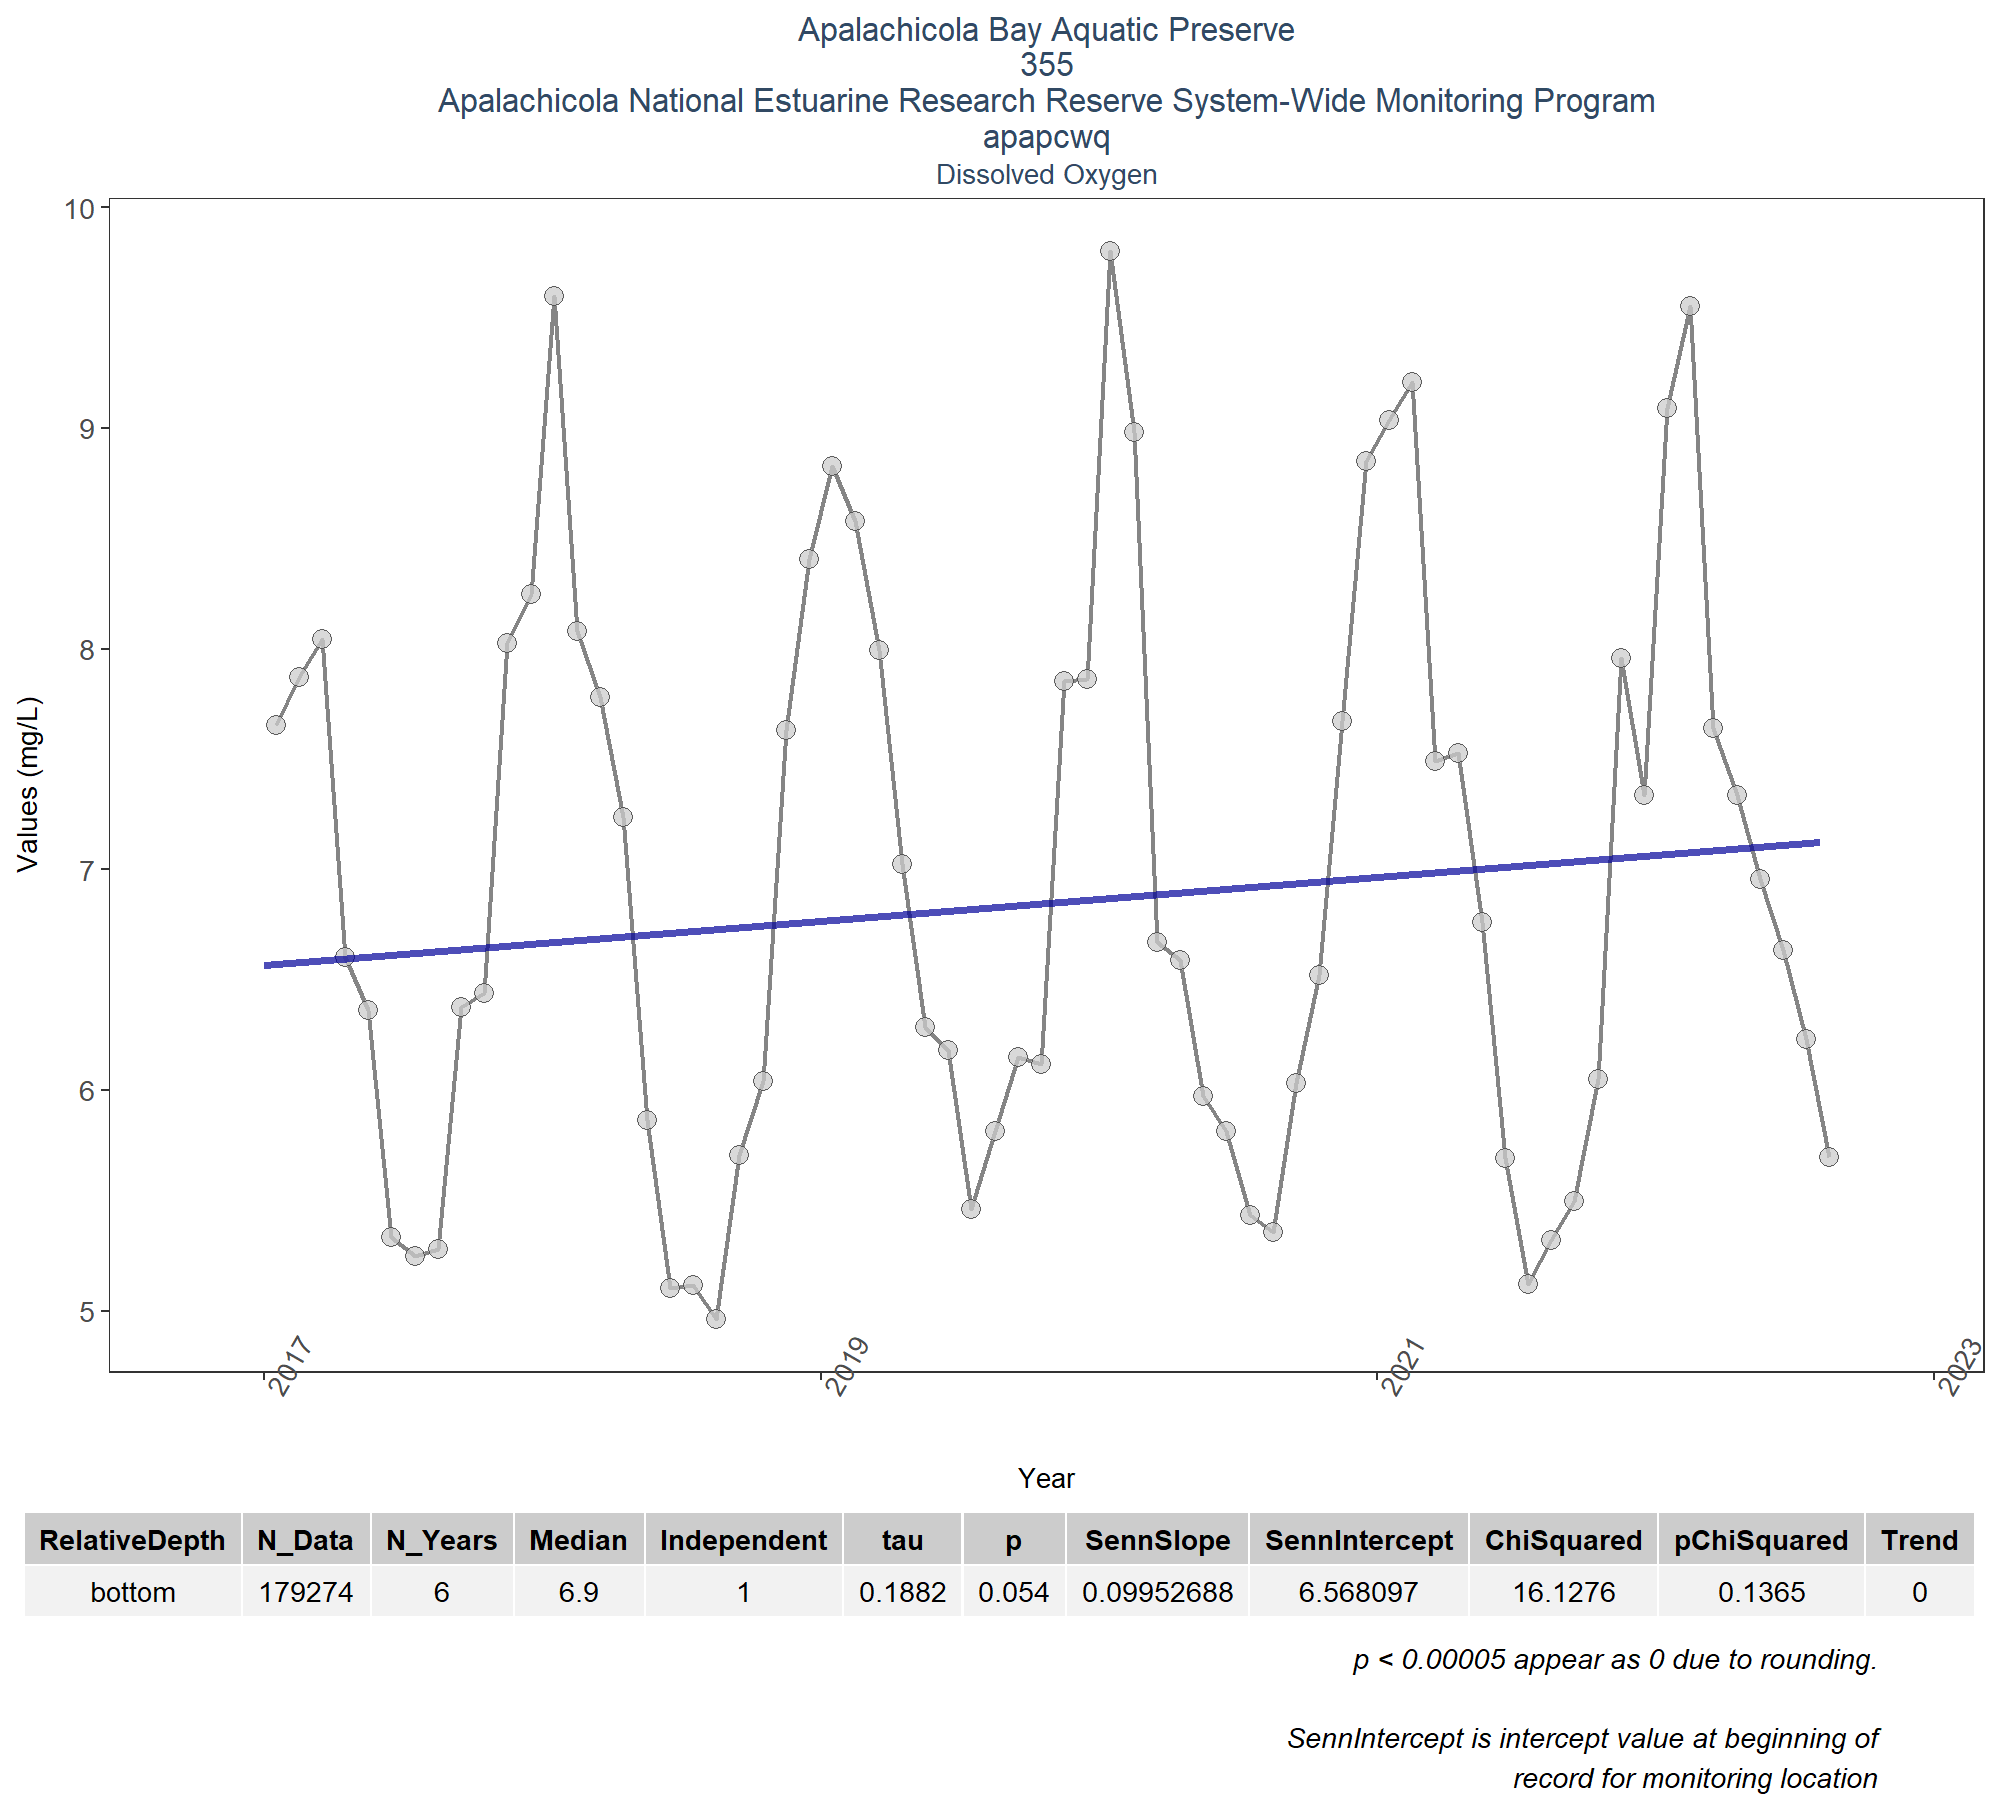 Apalachicola Bay Aquatic Preserve
355
Apalachicola National Estuarine Research Reserve System-Wide Monitoring Program
apapcwq
Dissolved Oxygen
10
9
8
7
6
5
Values (mg/L)
2017
2019
2021
2023
Year
RelativeDepth N_Data N_Years Median Independent tau p SennSlope SennIntercept ChiSquared pChiSquared Trend
bottom 179274 6 6.9 1 0.1882 0.054 0.09952688 6.568097 16.1276 0.1365 0
p < 0.00005 appear as 0 due to rounding.
SennIntercept is intercept value at beginning of
record for monitoring location